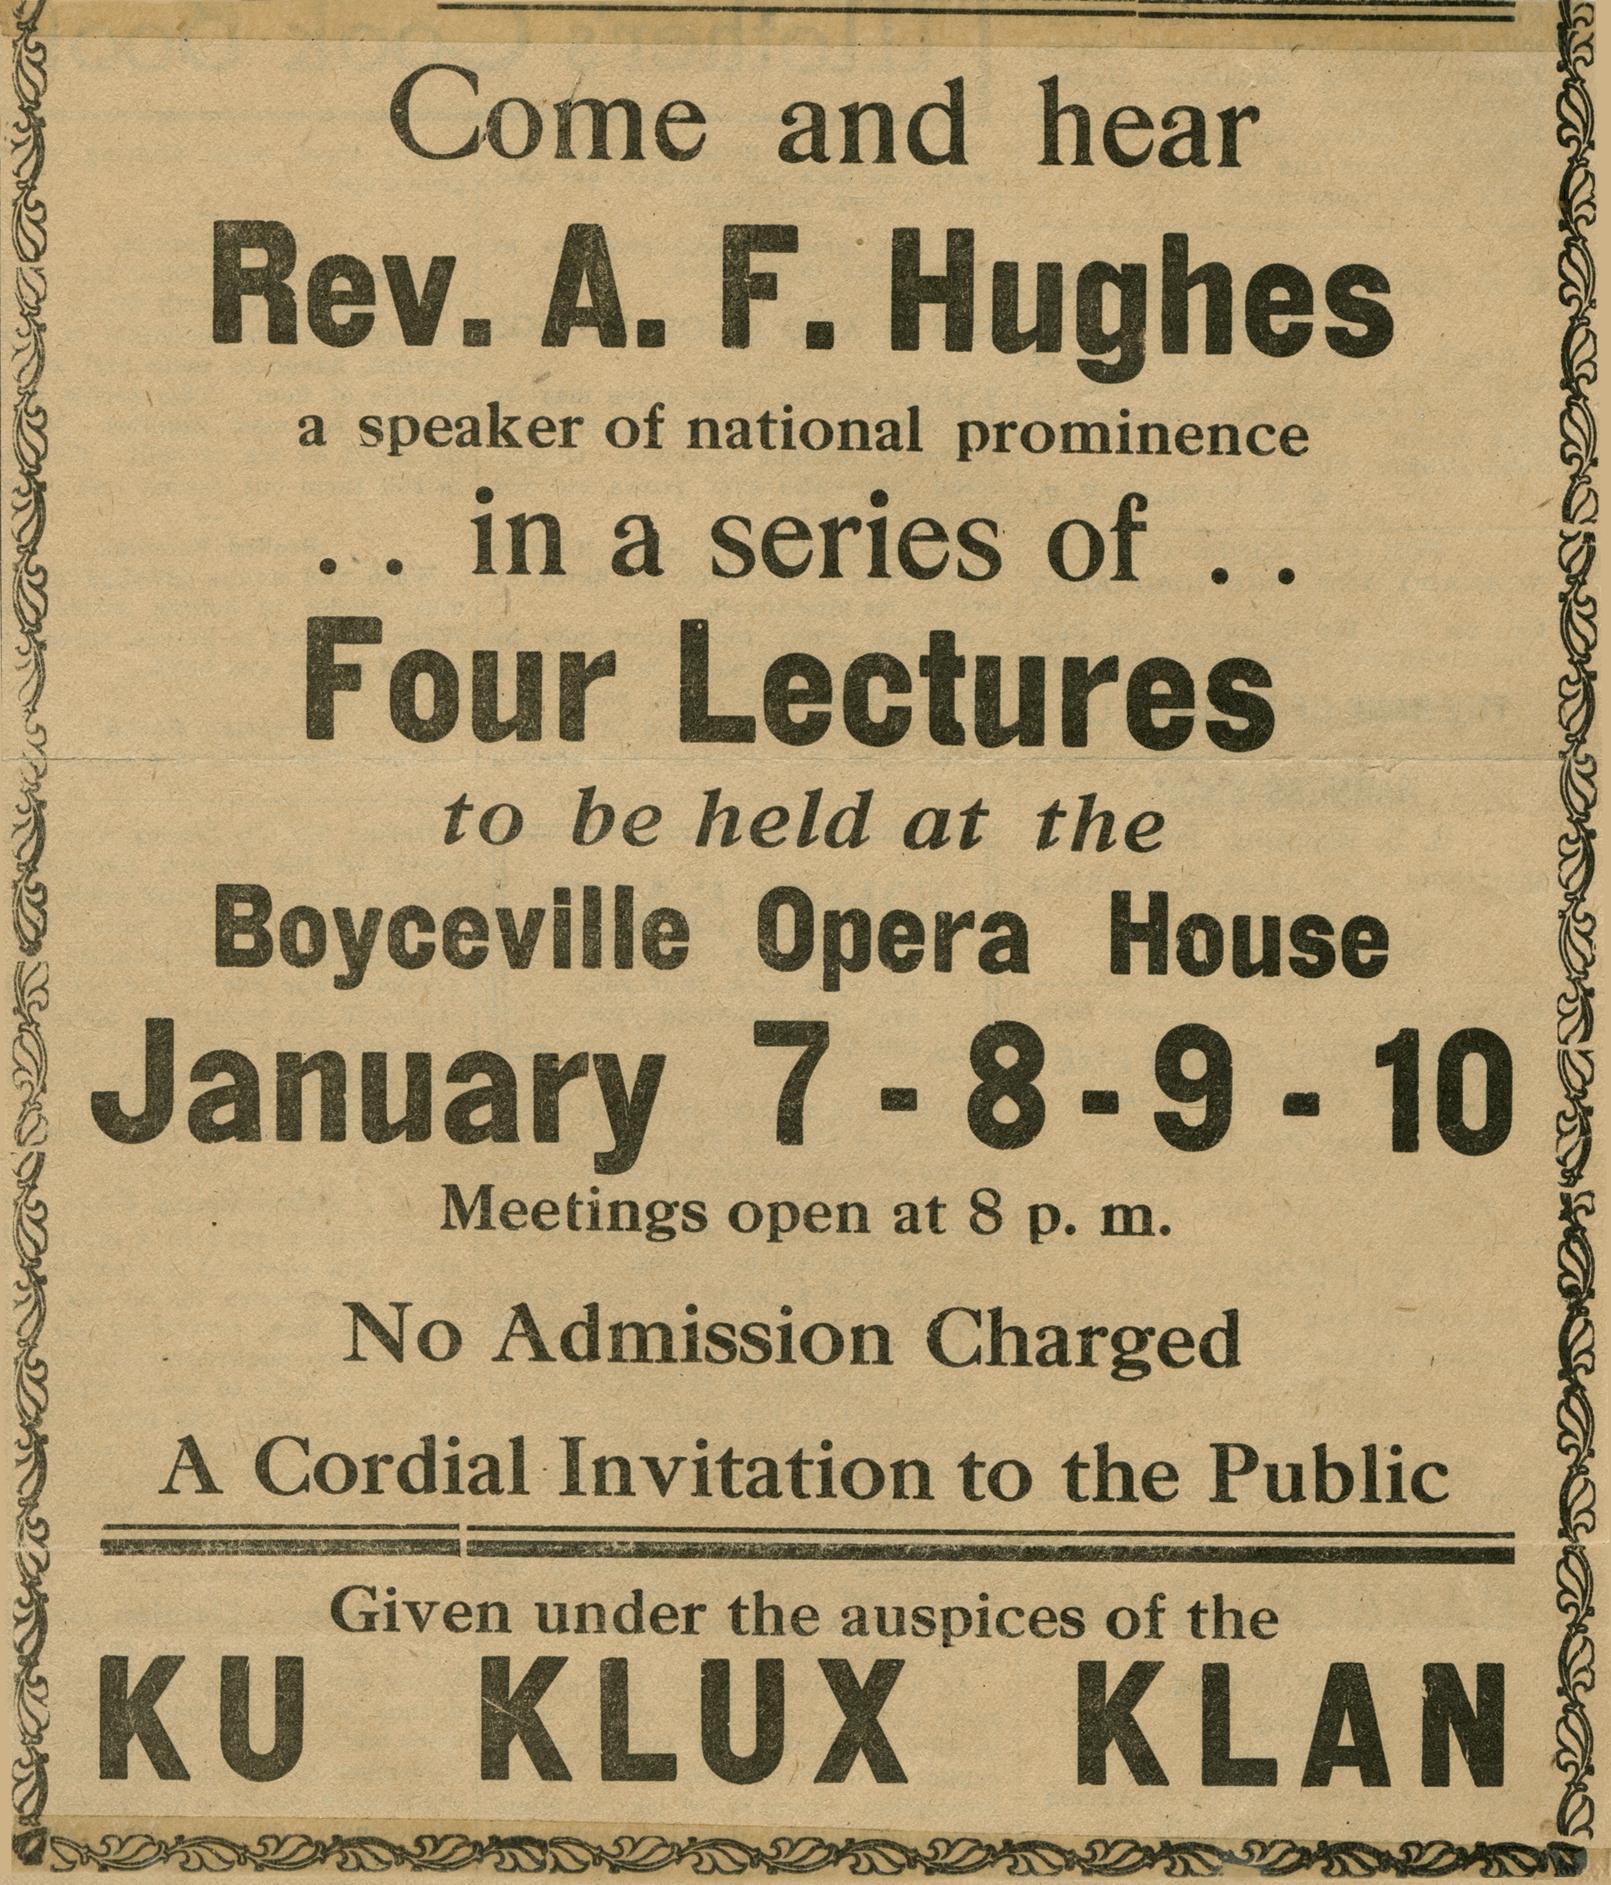 Come and hear
Rev. A. F. Hughes
a speaker of national prominence
. . in a series of . .
Four Lectures
to be held at the
Boyceville Opera House
January 7 - 8 - 9 - 10
Meetings open at 8 p. m.
No Admission Charged
A Cordial Invitation to the Public
Given under the auspices of the
KU KLUX KLAN